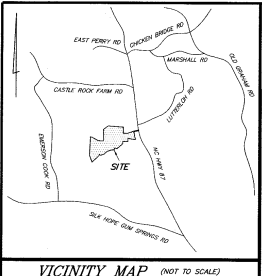 EAST PERRY RD
CHICKEN BRIDGE RD
MARSHALL RD
OLD GRAHAM RD
CASTLE ROCK FARM RD
LUTTERLOH RD
EMERSON COOK RD
SITE
NC HWY 87
SILK HOPE GUM SPRINGS RD
VICINITY MAP (NOT TO SCALE)